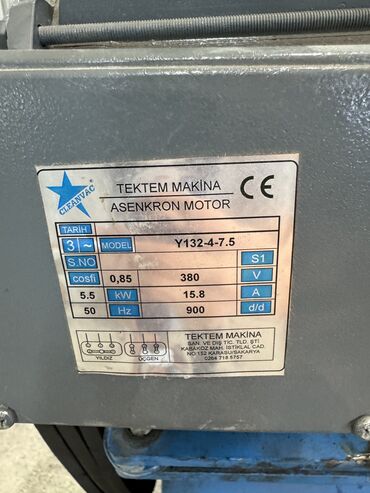 CLEANVAC
TEKTEM MAKİNA
ASENKRON MOTOR
CE
TARİH
3 ~ MODEL Y132-4-7.5
S.NO S1
cosfi 0,85 380 V
5.5 kW 15.8 A
50 Hz 900 d/d
YILDIZ ÜÇGEN
TEKTEM MAKİNA
SAN. VE DIŞ TİC. TLD. ŞTİ
KABAKOZ MAH. İSTİKLAL CAD.
NO:152 KARASU/SAKARYA
0264 718 5757